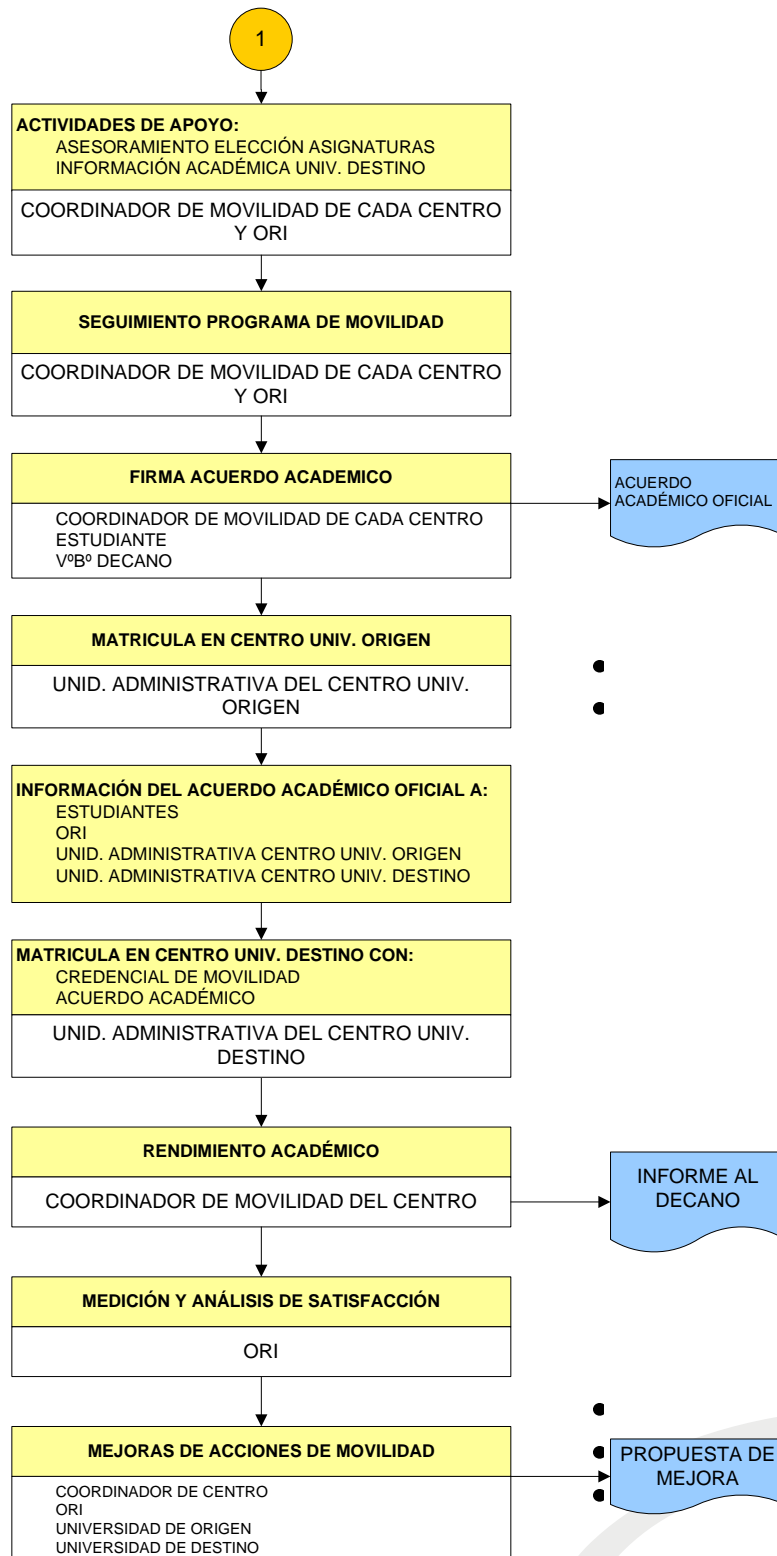 1
ACTIVIDADES DE APOYO:
ASESORAMIENTO ELECCIÓN ASIGNATURAS
INFORMACIÓN ACADÉMICA UNIV. DESTINO
COORDINADOR DE MOVILIDAD DE CADA CENTRO
Y ORI
SEGUIMIENTO PROGRAMA DE MOVILIDAD
COORDINADOR DE MOVILIDAD DE CADA CENTRO
Y ORI
FIRMA ACUERDO ACADEMICO
COORDINADOR DE MOVILIDAD DE CADA CENTRO
ESTUDIANTE
VºBº DECANO
ACUERDO
ACADÉMICO OFICIAL
MATRICULA EN CENTRO UNIV. ORIGEN
UNID. ADMINISTRATIVA DEL CENTRO UNIV.
ORIGEN
INFORMACIÓN DEL ACUERDO ACADÉMICO OFICIAL A:
ESTUDIANTES
ORI
UNID. ADMINISTRATIVA CENTRO UNIV. ORIGEN
UNID. ADMINISTRATIVA CENTRO UNIV. DESTINO
MATRICULA EN CENTRO UNIV. DESTINO CON:
CREDENCIAL DE MOVILIDAD
ACUERDO ACADÉMICO
UNID. ADMINISTRATIVA DEL CENTRO UNIV.
DESTINO
RENDIMIENTO ACADÉMICO
COORDINADOR DE MOVILIDAD DEL CENTRO
INFORME AL
DECANO
MEDICIÓN Y ANÁLISIS DE SATISFACCIÓN
ORI
MEJORAS DE ACCIONES DE MOVILIDAD
COORDINADOR DE CENTRO
ORI
UNIVERSIDAD DE ORIGEN
UNIVERSIDAD DE DESTINO
PROPUESTA DE
MEJORA